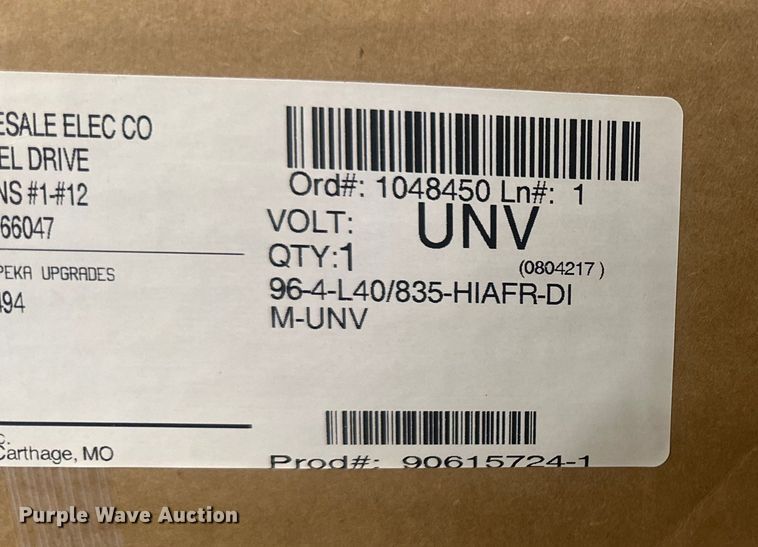 ESALE ELEC CO
EL DRIVE
NS #1-#12
66047
PEKA UPGRADES
494
Carthage, MO
Ord#: 1048450 Ln#: 1
VOLT: UNV
QTY:1 (0804217)
96-4-L40/835-HIAFR-DI
M-UNV
Prod#: 90615724-1
Purple Wave Auction